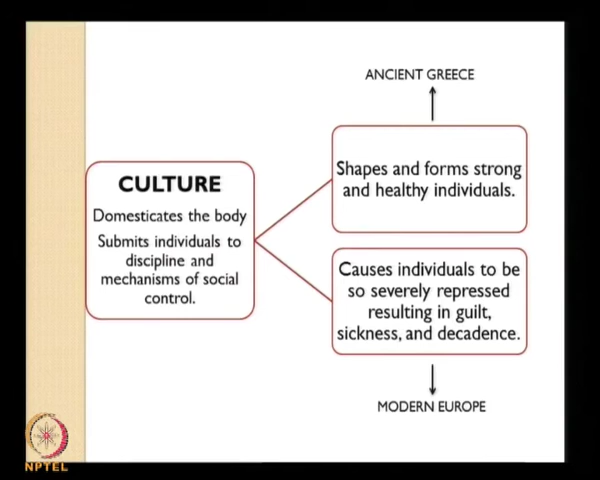 ANCIENT GREECE
Shapes and forms strong
and healthy individuals.
CULTURE
Domesticates the body
Submits individuals to
discipline and
mechanisms of social
control.
Causes individuals to be
so severely repressed
resulting in guilt,
sickness, and decadence.
MODERN EUROPE
NPTEL